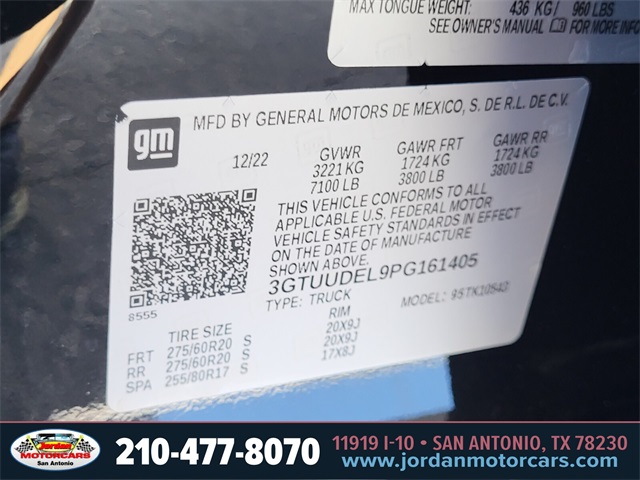 MAX TONGUE WEIGHT: 436 KG/ 960 LBS
SEE OWNER'S MANUAL FOR MORE INFO
gm
MFD BY GENERAL MOTORS DE MEXICO, S. DE R.L. DE C.V.
12/22 GVWR GAWR FRT GAWR RR
3221 KG 1724 KG 1724 KG
7100 LB 3800 LB 3800 LB
THIS VEHICLE CONFORMS TO ALL
APPLICABLE U.S. FEDERAL MOTOR
VEHICLE SAFETY STANDARDS IN EFFECT
ON THE DATE OF MANUFACTURE
SHOWN ABOVE.
3GTUUDEL9PG161405
TYPE: TRUCK MODEL: 9STK10543
8555
TIRE SIZE RIM
FRT 275/60R20 S 20X9J
RR 275/60R20 S 20X9J
SPA 255/80R17 S 17X8J
Jordan
MOTORCARS
San Antonio
210-477-8070
11919 I-10 • SAN ANTONIO, TX 78230
www.jordanmotorcars.com